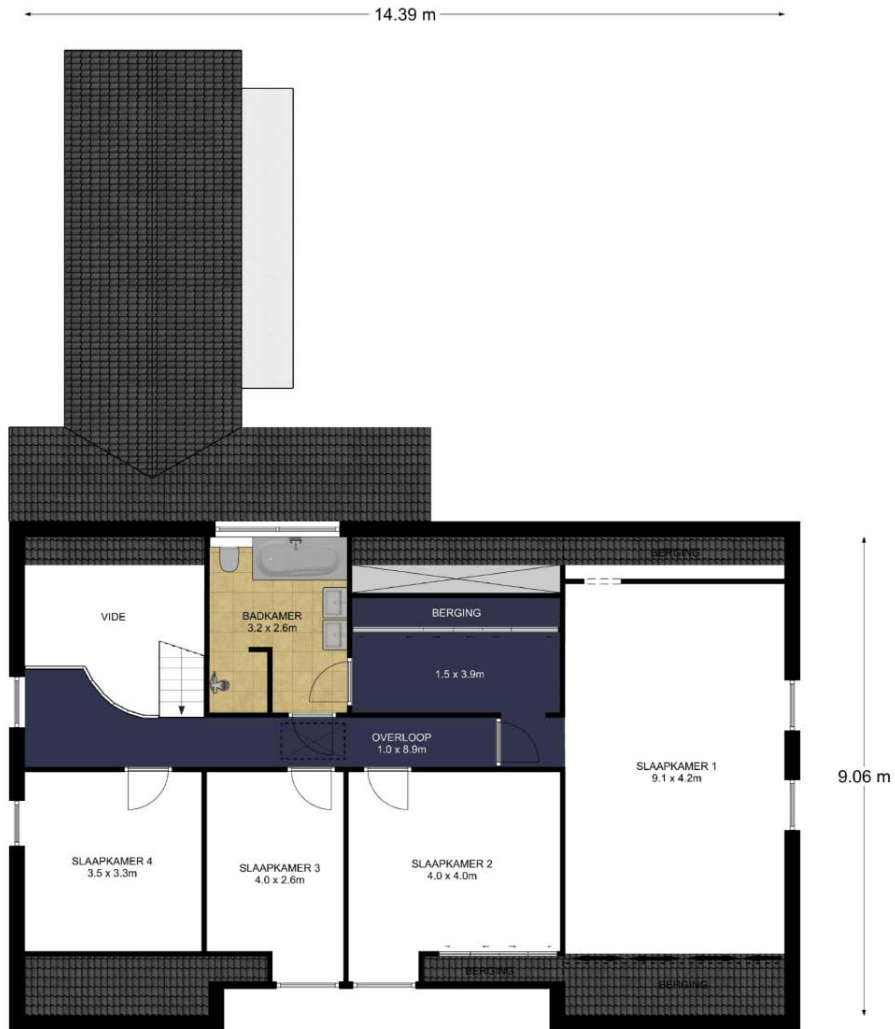 14.39 m
BERGING
VIDE
BADKAMER
3.2 x 2.6m
BERGING
1.5 x 3.9m
OVERLOOP
1.0 x 8.9m
SLAAPKAMER 1
9.1 x 4.2m
9.06 m
SLAAPKAMER 4
3.5 x 3.3m
SLAAPKAMER 3
4.0 x 2.6m
SLAAPKAMER 2
4.0 x 4.0m
BERGING
BERGING